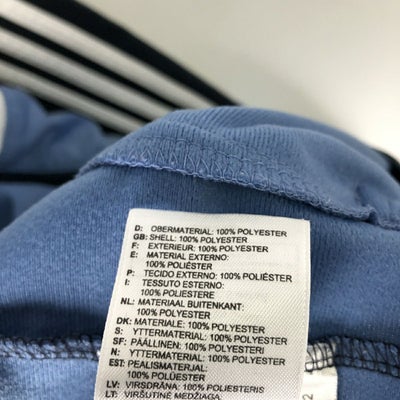 D: OBERMATERIAL: 100% POLYESTER
GB: SHELL: 100% POLYESTER
F: EXTERIEUR: 100% POLYESTER
E: MATERIAL EXTERNO:
100% POLIÉSTER
P: TECIDO EXTERNO: 100% POLIÉSTER
I: TESSUTO ESTERNO:
100% POLIESTERE
NL: MATERIAAL BUITENKANT:
100% POLYESTER
DK: MATERIALE: 100% POLYESTER
S: YTTERMATERIAL: 100% POLYESTER
SF: PÄÄLLINEN: 100% POLYESTERI
N: YTTERMATERIAL: 100% POLYESTER
EST: PEALISMATERJAL:
100% POLÜESTER
LV: VIRSDRĀNA: 100% POLIESTERIS
LT: VIRŠUTINĖ MEDŽIAGA:
2